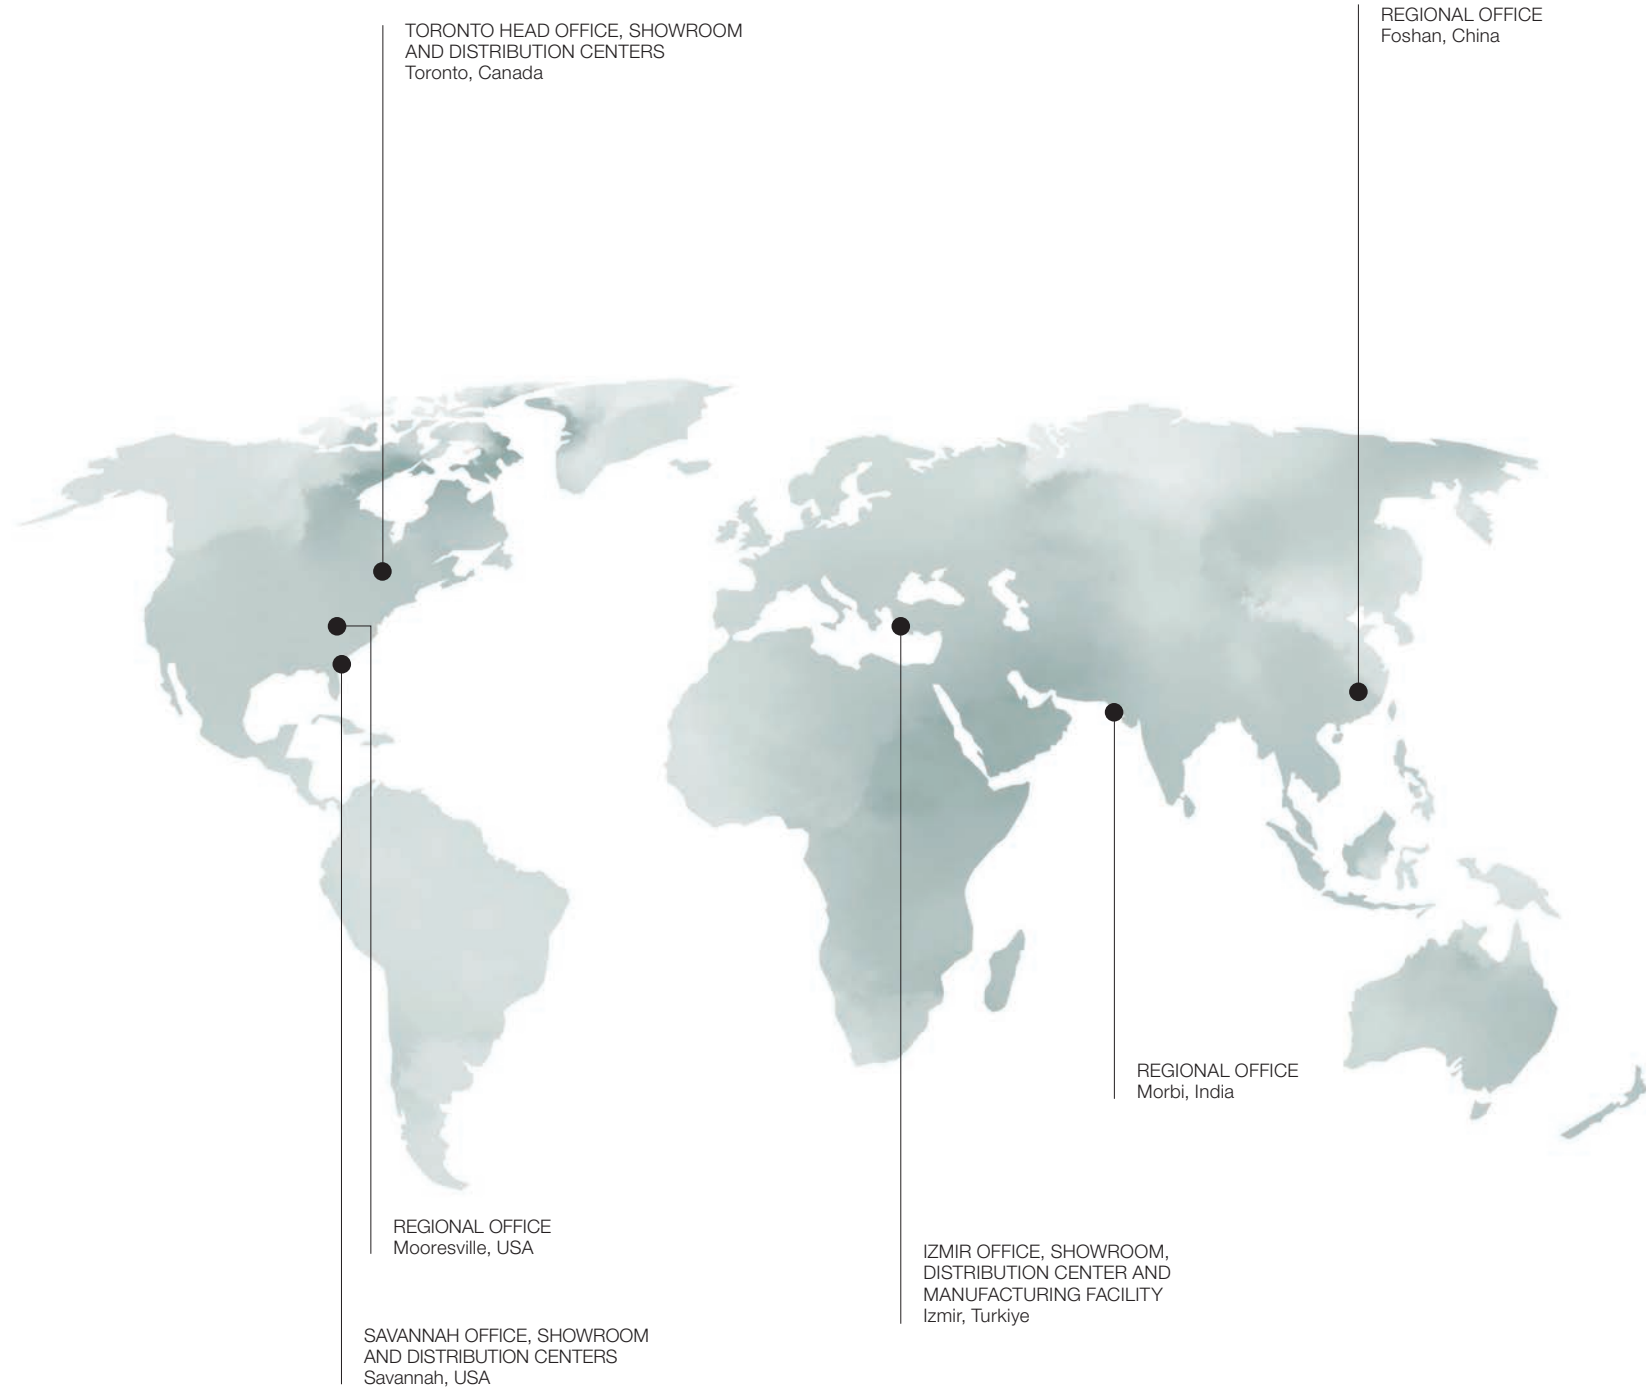 REGIONAL OFFICE
Foshan, China
TORONTO HEAD OFFICE, SHOWROOM
AND DISTRIBUTION CENTERS
Toronto, Canada
REGIONAL OFFICE
Morbi, India
REGIONAL OFFICE
Mooresville, USA
IZMIR OFFICE, SHOWROOM,
DISTRIBUTION CENTER AND
MANUFACTURING FACILITY
Izmir, Turkiye
SAVANNAH OFFICE, SHOWROOM
AND DISTRIBUTION CENTERS
Savannah, USA